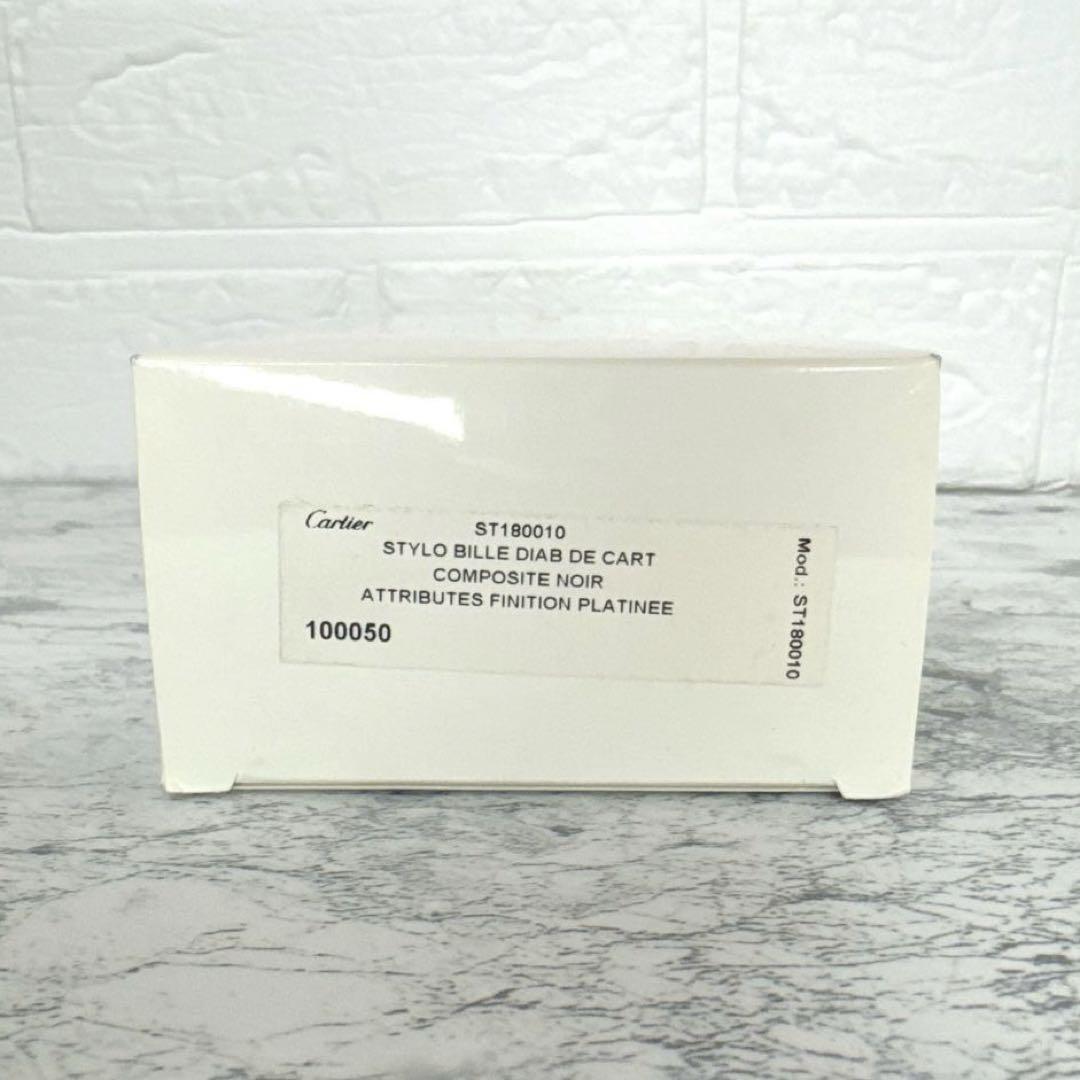 Cartier
ST180010
STYLO BILLE DIAB DE CART
COMPOSITE NOIR
ATTRIBUTES FINITION PLATINEE
100050
Mod.: ST180010